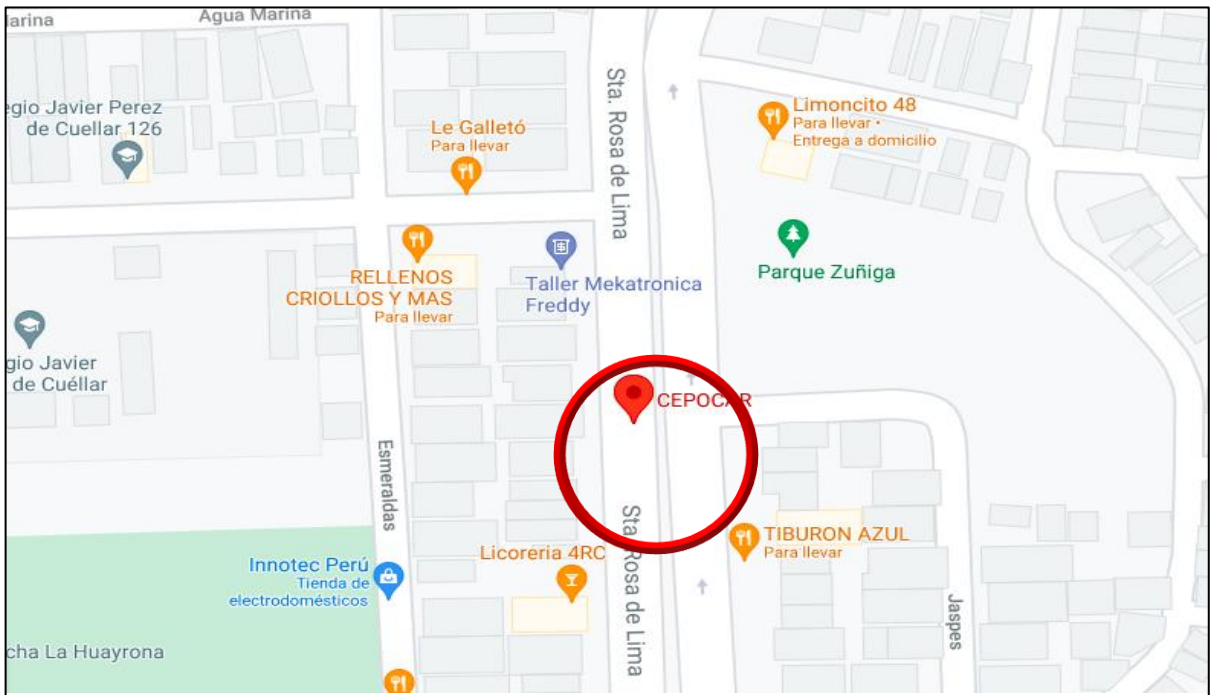 larina
Agua Marina
egio Javier Perez
de Cuellar 126
Le Galletó
Para llevar
Sta. Rosa de Lima
Limoncito 48
Para llevar ·
Entrega a domicilio
RELLENOS
CRIOLLOS Y MAS
Para llevar
Taller Mekatronica
Freddy
Parque Zuñiga
gio Javier
de Cuéllar
CEPOCAR
Esmeraldas
Sta. Rosa de Lima
TIBURON AZUL
Para llevar
Licoreria 4RC
Innotec Perú
Tienda de
electrodomésticos
Jaspes
cha La Huayrona